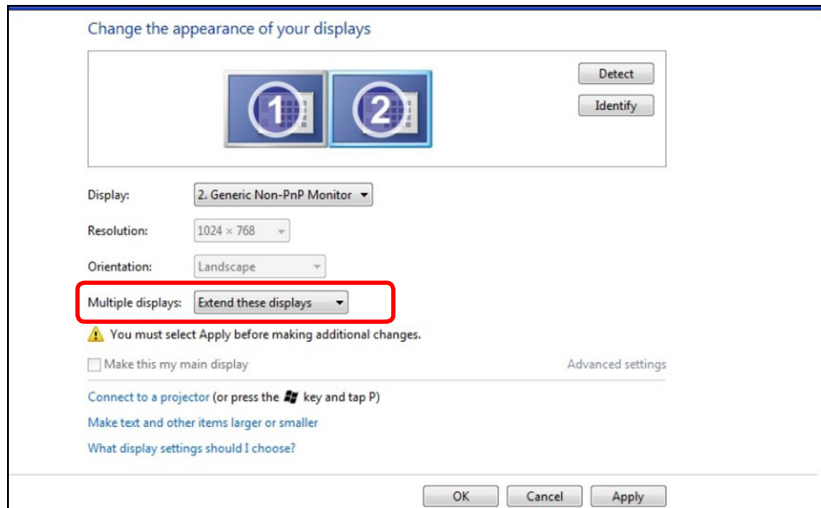 Change the appearance of your displays
Detect
1 2
Identify
Display: 2. Generic Non-PnP Monitor
Resolution: 1024 × 768
Orientation: Landscape
Multiple displays: Extend these displays
You must select Apply before making additional changes.
Make this my main display Advanced settings
Connect to a projector (or press the key and tap P)
Make text and other items larger or smaller
What display settings should I choose?
OK Cancel Apply